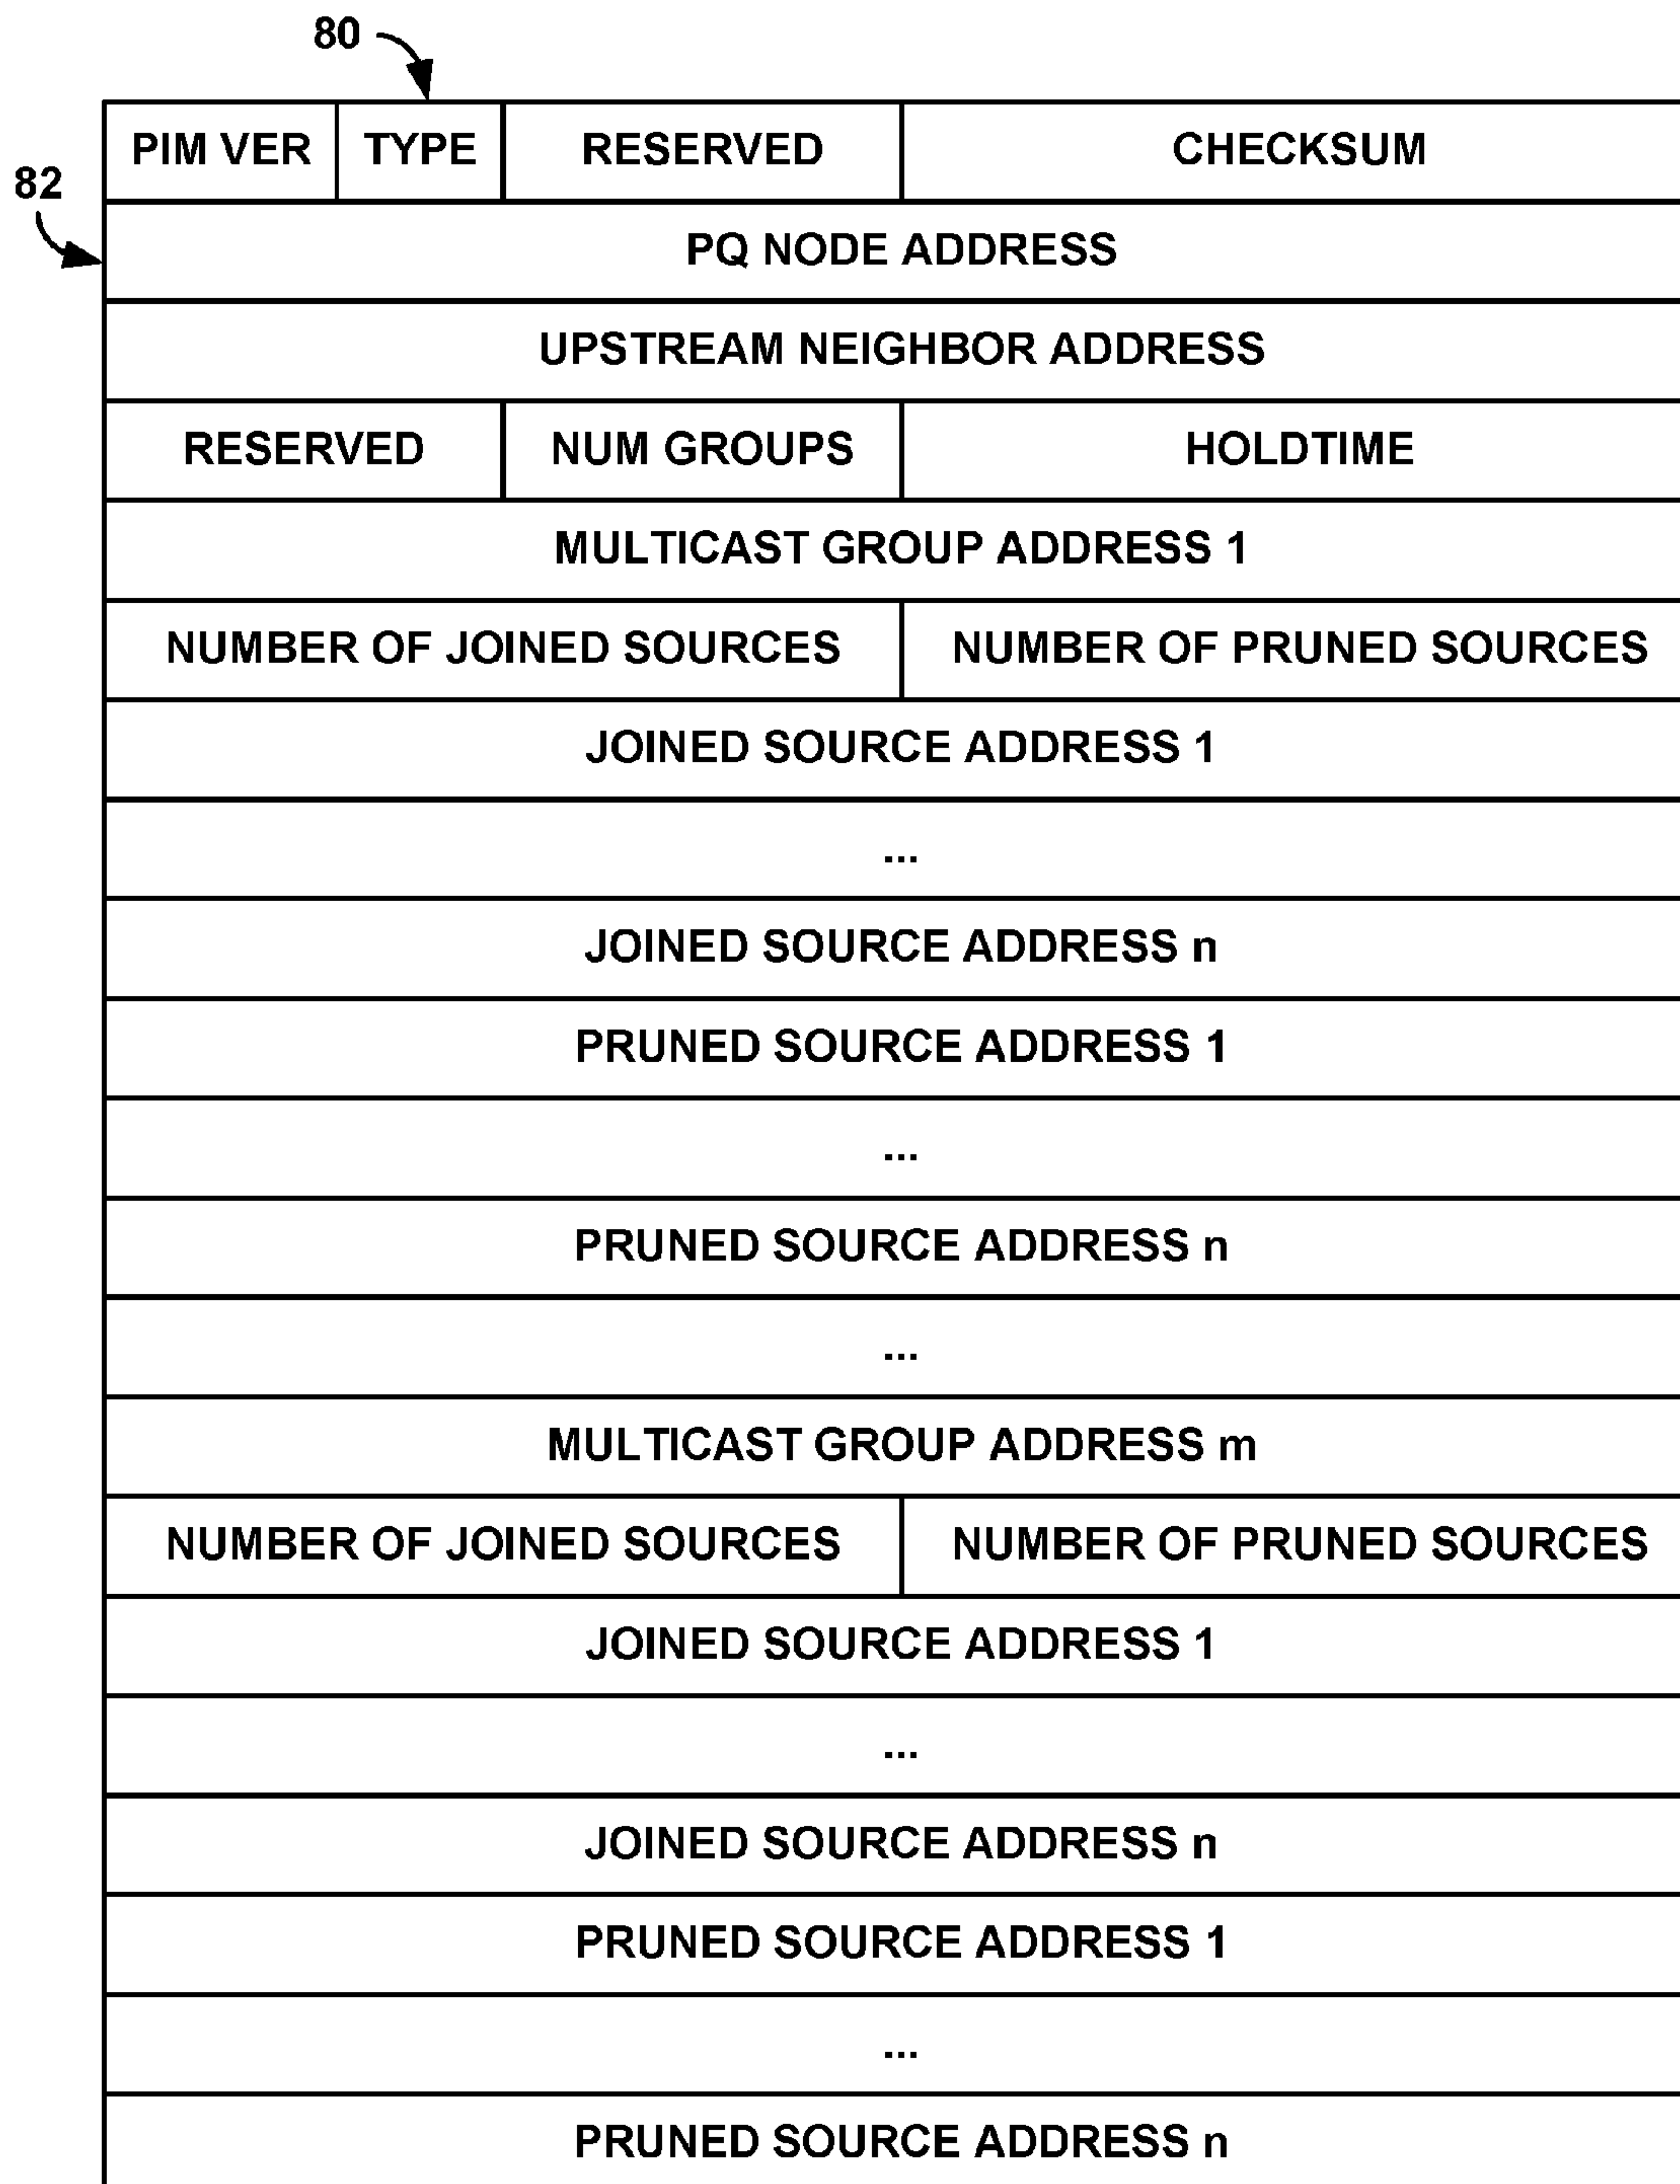 80
PIM VER TYPE RESERVED CHECKSUM
82
PQ NODE ADDRESS
UPSTREAM NEIGHBOR ADDRESS
RESERVED NUM GROUPS HOLDTIME
MULTICAST GROUP ADDRESS 1
NUMBER OF JOINED SOURCES NUMBER OF PRUNED SOURCES
JOINED SOURCE ADDRESS 1
...
JOINED SOURCE ADDRESS n
PRUNED SOURCE ADDRESS 1
...
PRUNED SOURCE ADDRESS n
...
MULTICAST GROUP ADDRESS m
NUMBER OF JOINED SOURCES NUMBER OF PRUNED SOURCES
JOINED SOURCE ADDRESS 1
...
JOINED SOURCE ADDRESS n
PRUNED SOURCE ADDRESS 1
...
PRUNED SOURCE ADDRESS n